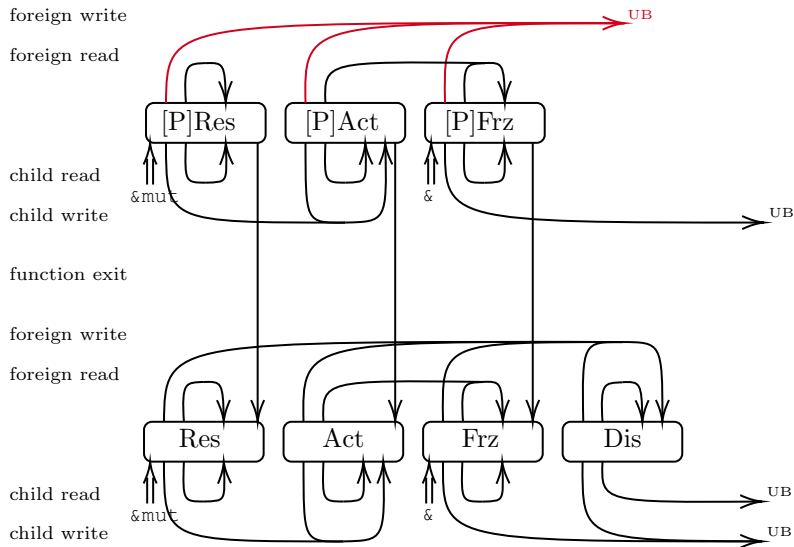 foreign write UB
foreign read
[P]Res [P]Act [P]Frz
child read
&mut &
child write UB
function exit
foreign write
foreign read
Res Act Frz Dis
child read UB
&mut &
child write UB